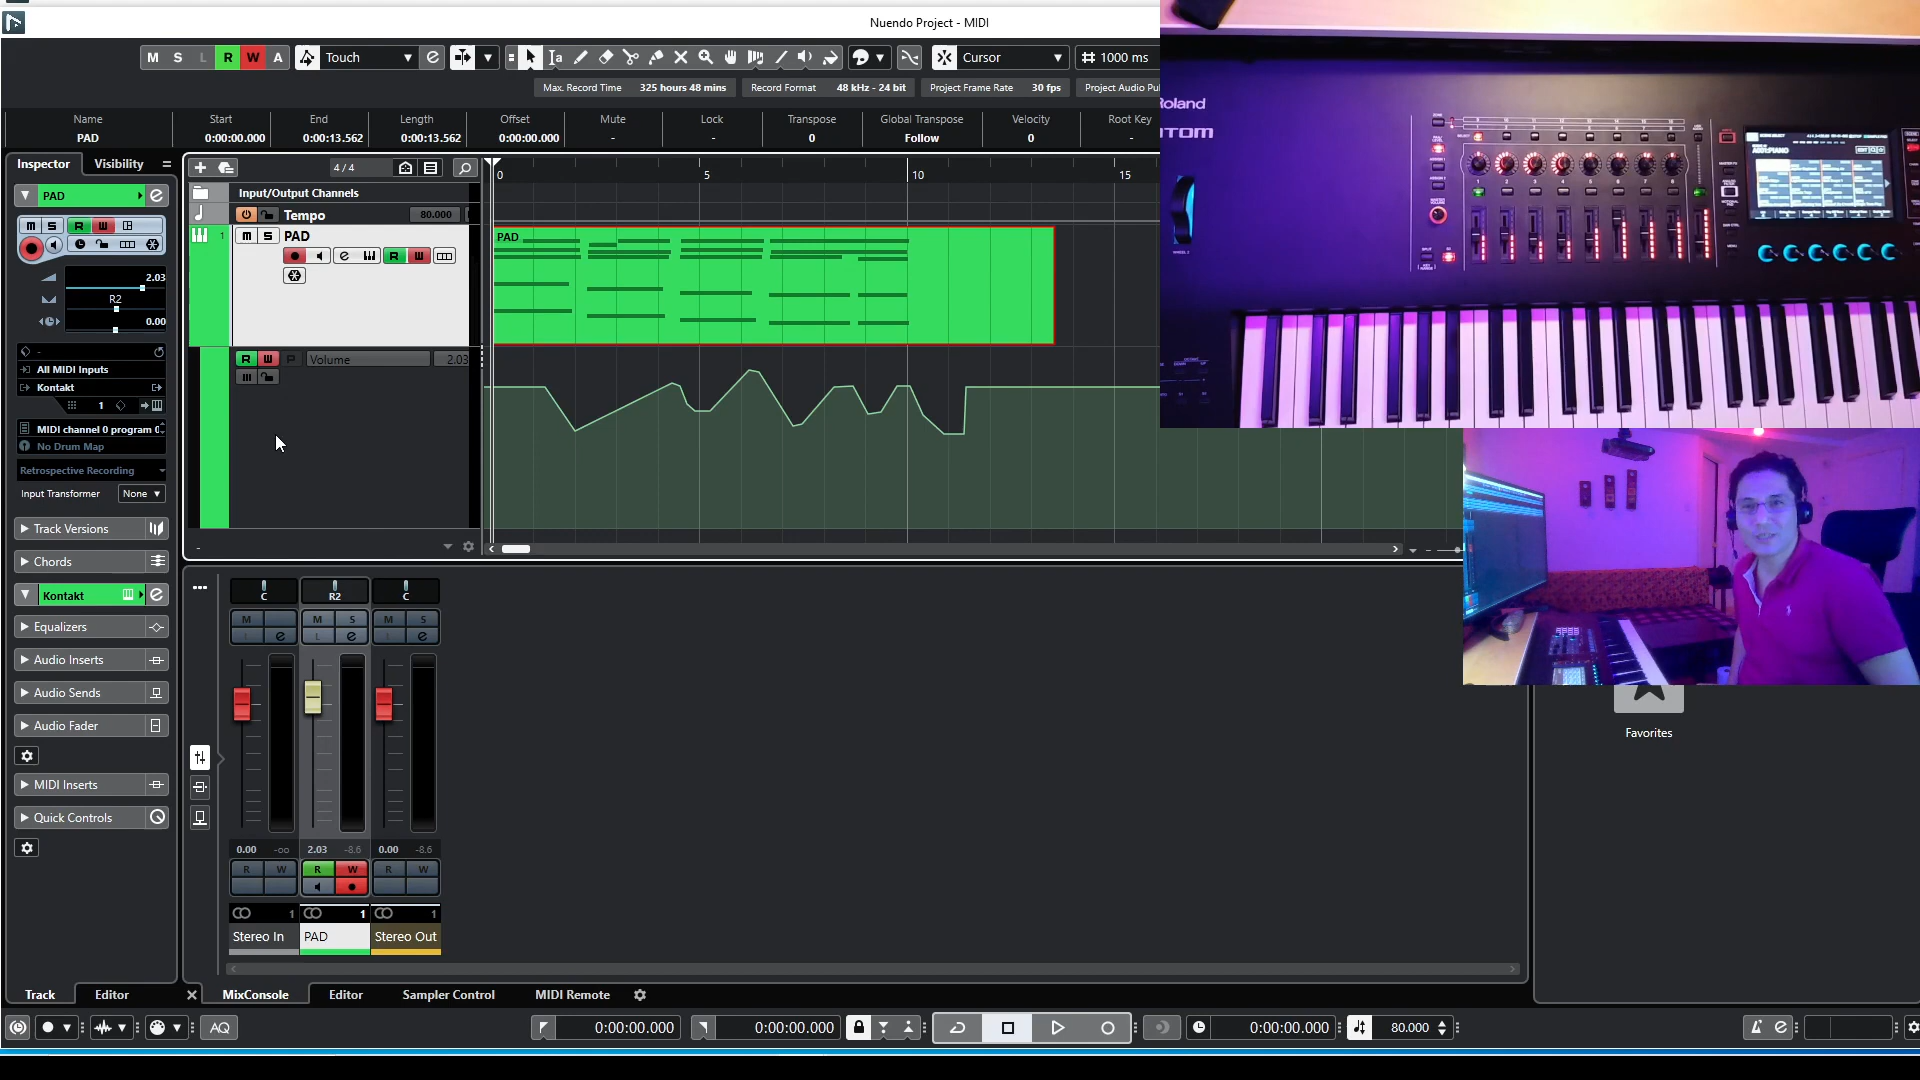 Nuendo Project - MIDI
M S L R W A Touch Cursor 1000 ms
Max. Record Time 325 hours 48 mins Record Format 48 kHz - 24 bit Project Frame Rate 30 fps Project Audio Pul
Name Start End Length Offset Mute Lock Transpose Global Transpose Velocity Root Key
PAD 0:00:00.000 0:00:13.562 0:00:13.562 0:00:00.000 - - 0 Follow 0 -
Inspector Visibility
4 / 4
0 5 10 15
PAD
Input/Output Channels
Tempo 80.000
1 M S PAD
PAD
M S R W
R W
2.03
R2
0.00
R W P Volume 2.03
-
All MIDI Inputs
Kontakt
1
MIDI channel 0 program 0
No Drum Map
Retrospective Recording
Input Transformer None
Track Versions
Chords
Kontakt
Equalizers
Audio Inserts
Audio Sends
Audio Fader
MIDI Inserts
Quick Controls
-
C R2 C
M M S M S
L L L
0.00 -oo 2.03 -8.6 0.00 -8.6
R W R W R W
1 1 1
Stereo In PAD Stereo Out
Track Editor MixConsole Editor Sampler Control MIDI Remote
AQ 0:00:00.000 0:00:00.000 0:00:00.000 80.000
Roland
Favorites